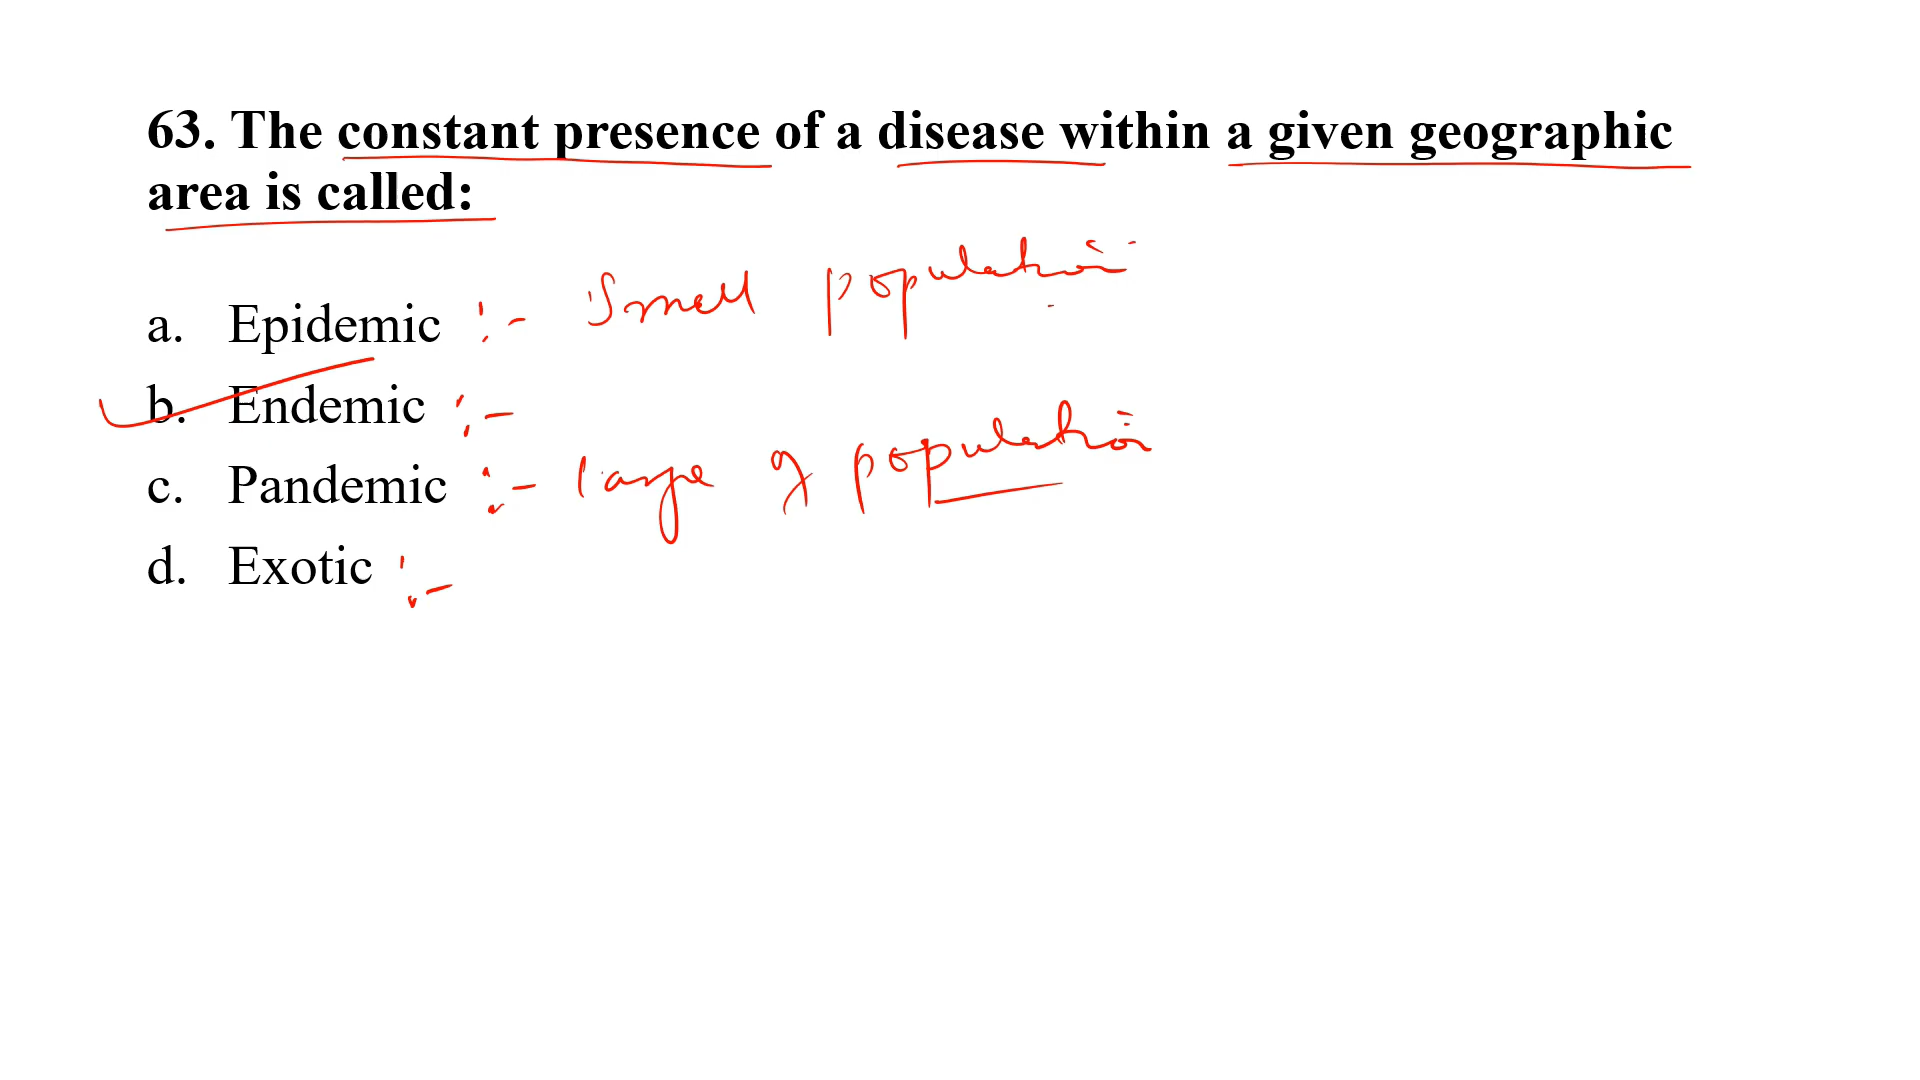 63. The constant presence of a disease within a given geographic
area is called:
a. Epidemic :- Small population
b. Endemic :-
c. Pandemic :- large of population
d. Exotic :-